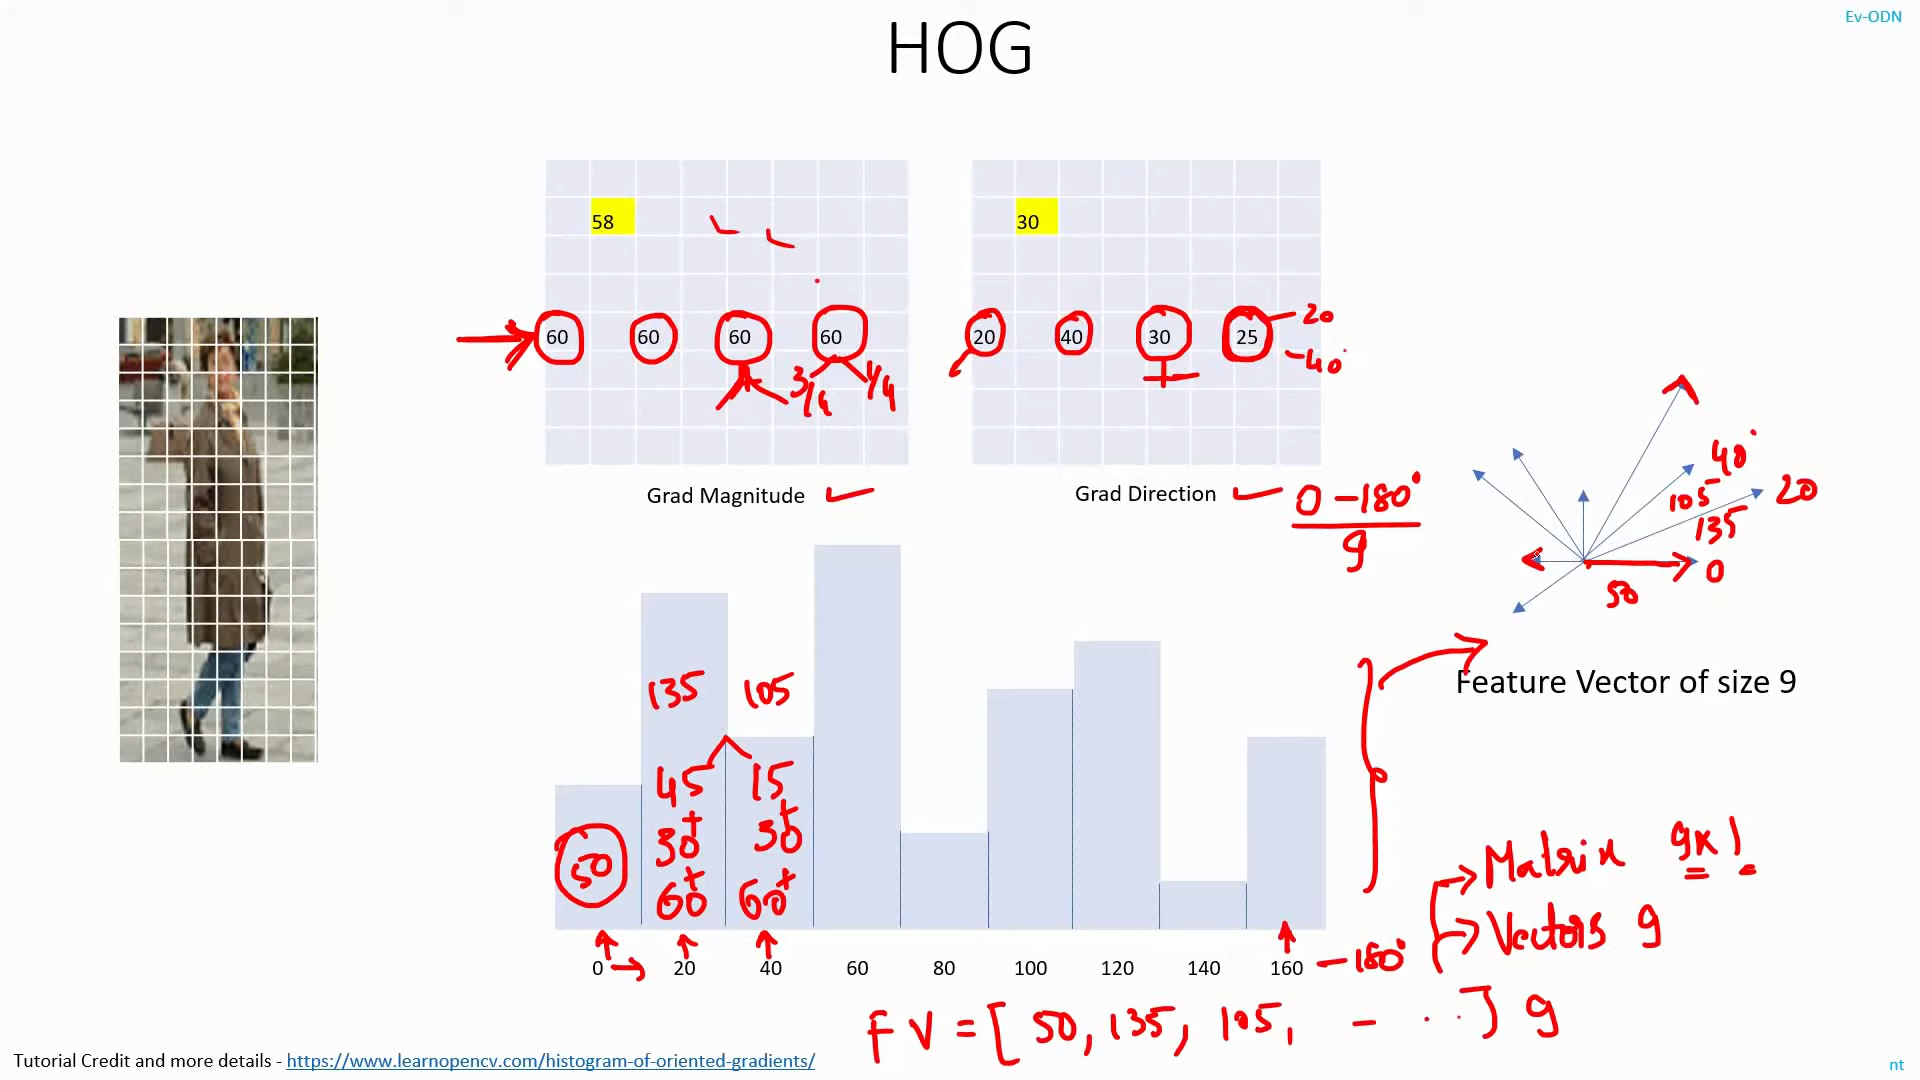 Ev-ODN
HOG
58
30
60 60 60 60
20 40 30 25
20
-40°
3/4 1/4
Grad Magnitude
Grad Direction
0 - 180°
9
40°
105
20
135
0
50
Feature Vector of size 9
135 105
45 15
+ +
30 30
+ +
60 60
50
Matrix 9x1
Vectors 9
0 20 40 60 80 100 120 140 160
-180°
FV = [ 50, 135, 105, - ...] 9
Tutorial Credit and more details - https://www.learnopencv.com/histogram-of-oriented-gradients/
nt